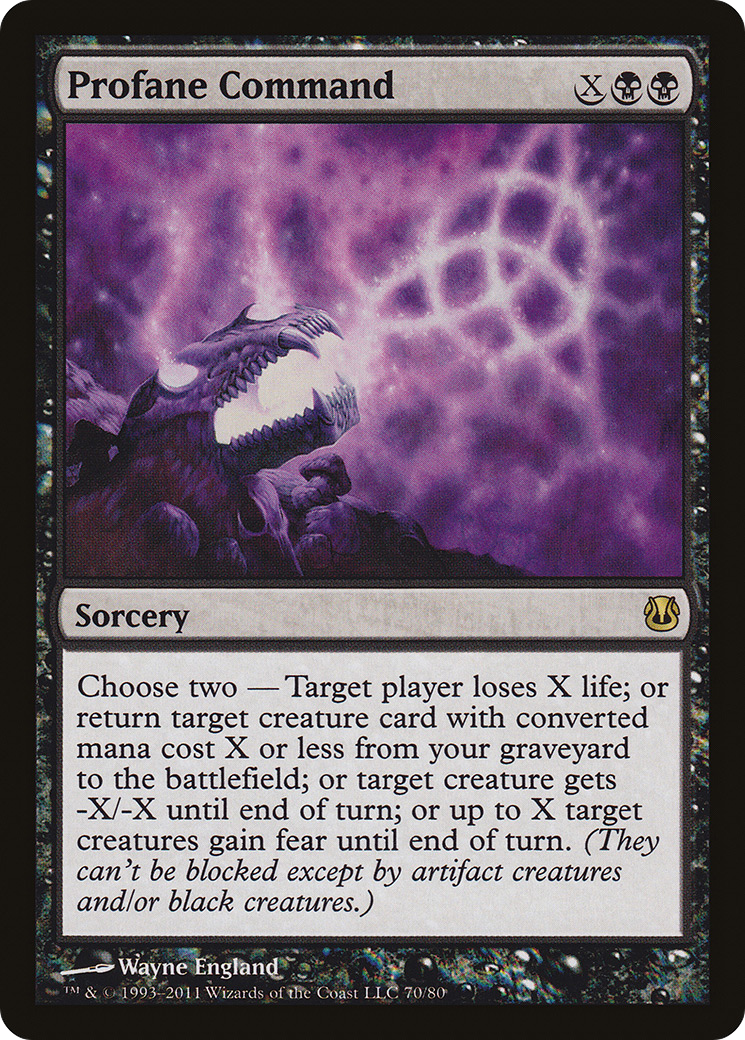 Profane Command X
Sorcery
Choose two — Target player loses X life; or
return target creature card with converted
mana cost X or less from your graveyard
to the battlefield; or target creature gets
-X/-X until end of turn; or up to X target
creatures gain fear until end of turn. (They
can't be blocked except by artifact creatures
and/or black creatures.)
Wayne England
™ & © 1993–2011 Wizards of the Coast LLC 70/80